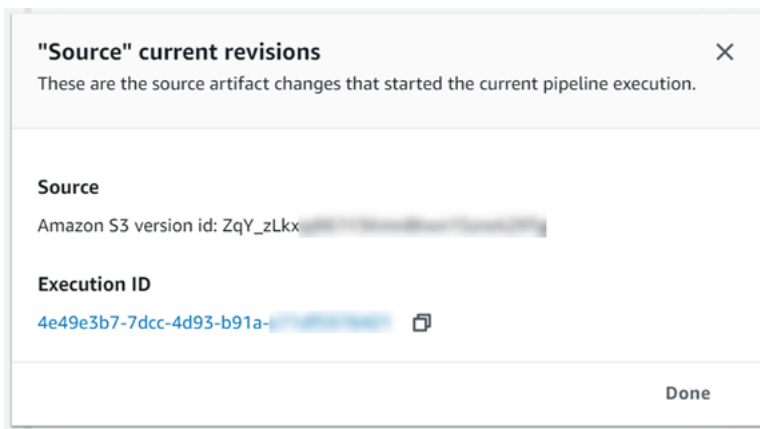 "Source" current revisions
These are the source artifact changes that started the current pipeline execution.
Source
Amazon S3 version id: ZqY_zLkx
Execution ID
4e49e3b7-7dcc-4d93-b91a-
Done